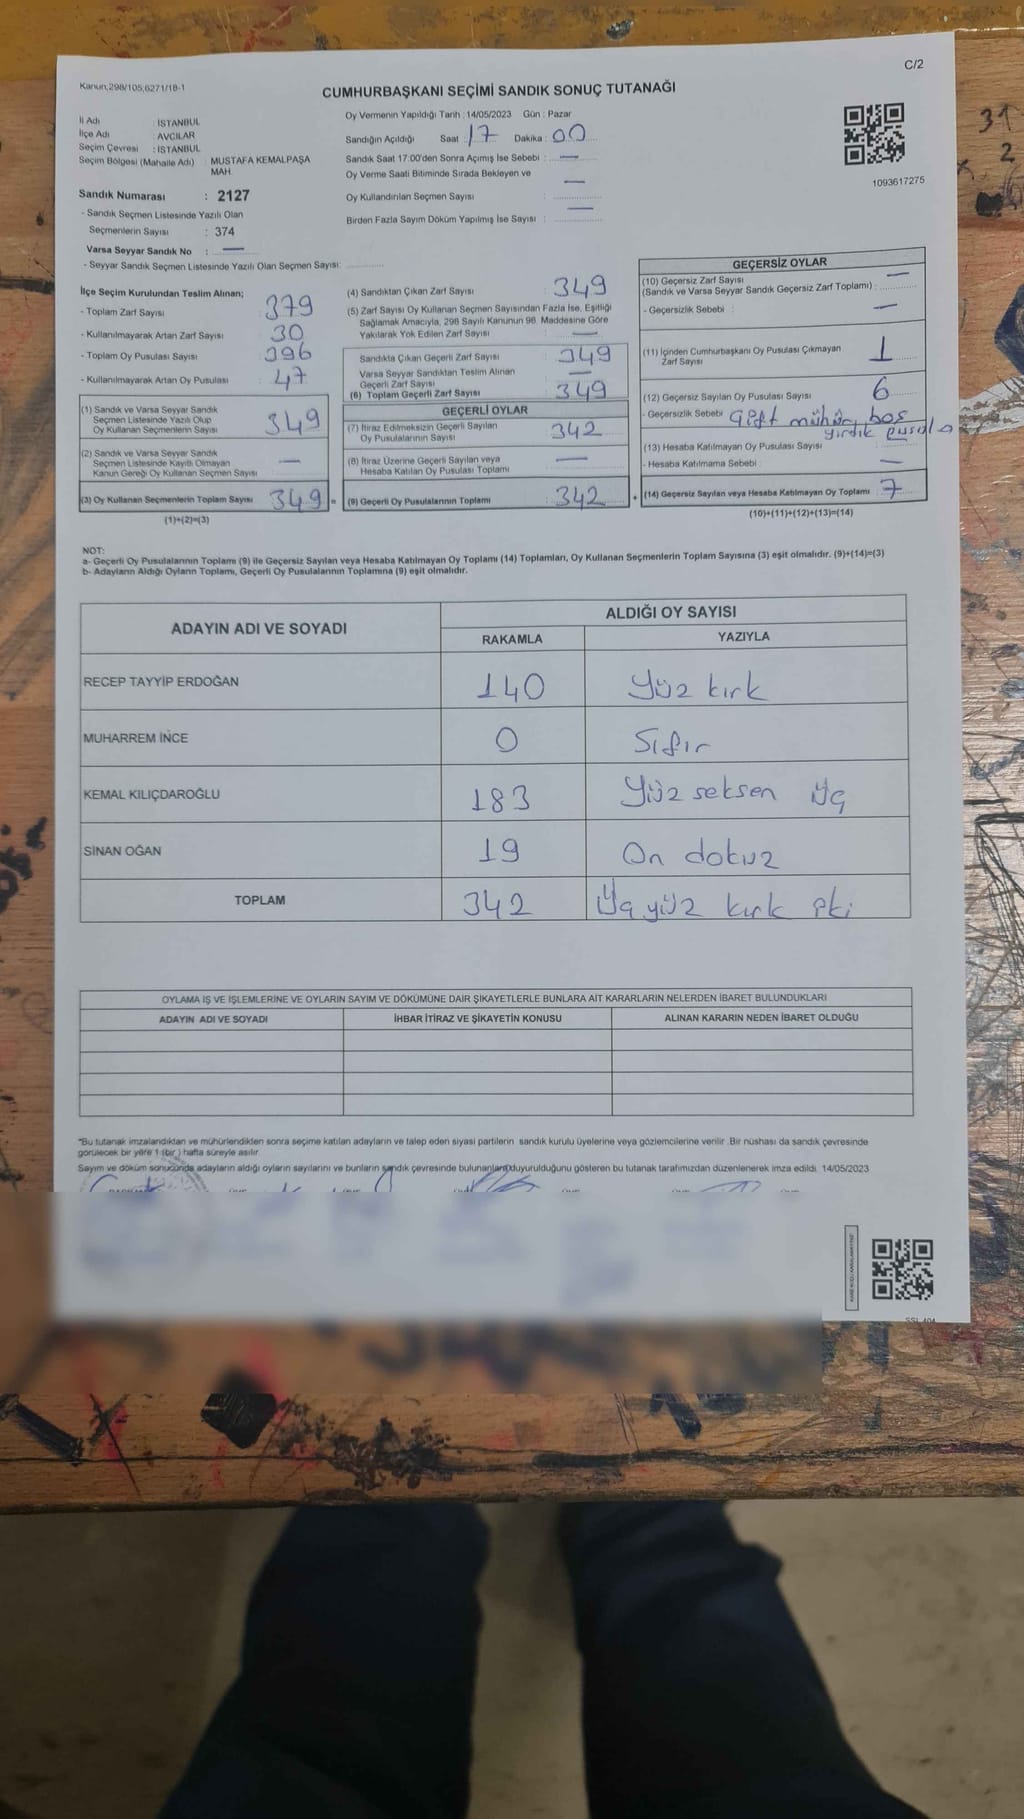 C/2
Kanun,298/105,6271/18-1
CUMHURBAŞKANI SEÇİMİ SANDIK SONUÇ TUTANAĞI
İl Adı : İSTANBUL
İlçe Adı : AVCILAR
Seçim Çevresi : İSTANBUL
Seçim Bölgesi (Mahalle Adı) : MUSTAFA KEMALPAŞA MAH.
Sandık Numarası : 2127
- Sandık Seçmen Listesinde Yazılı Olan
Seçmenlerin Sayısı : 374
Varsa Seyyar Sandık No : —
- Seyyar Sandık Seçmen Listesinde Yazılı Olan Seçmen Sayısı:
Oy Vermenin Yapıldığı Tarih : 14/05/2023 Gün : Pazar
Sandığın Açıldığı Saat : 17 Dakika : 00
Sandık Saat 17:00'den Sonra Açımış İse Sebebi : —
Oy Verme Saati Bitiminde Sırada Bekleyen ve
Oy Kullandırılan Seçmen Sayısı : —
Birden Fazla Sayım Döküm Yapılmış İse Sayısı : —
1093617275
31
2
İlçe Seçim Kurulundan Teslim Alınan;
- Toplam Zarf Sayısı 379
- Kullanılmayarak Artan Zarf Sayısı 30
- Toplam Oy Pusulası Sayısı 396
- Kullanılmayarak Artan Oy Pusulası 47
(1) Sandık ve Varsa Seyyar Sandık
Seçmen Listesinde Yazılı Olup
Oy Kullanan Seçmenlerin Sayısı 349
(2) Sandık ve Varsa Seyyar Sandık
Seçmen Listesinde Kayıtlı Olmayan
Kanun Gereği Oy Kullanan Seçmen Sayısı —
(3) Oy Kullanan Seçmenlerin Toplam Sayısı 349 =
(1)+(2)=(3)
(4) Sandıktan Çıkan Zarf Sayısı 349
(5) Zarf Sayısı Oy Kullanan Seçmen Sayısından Fazla İse, Eşitliği
Sağlamak Amacıyla, 298 Sayılı Kanunun 98. Maddesine Göre
Yakılarak Yok Edilen Zarf Sayısı —
Sandıkta Çıkan Geçerli Zarf Sayısı 349
Varsa Seyyar Sandıktan Teslim Alınan
Geçerli Zarf Sayısı —
(6) Toplam Geçerli Zarf Sayısı 349
GEÇERLİ OYLAR
(7) İtiraz Edilmeksizin Geçerli Sayılan
Oy Pusulalarının Sayısı 342
(8) İtiraz Üzerine Geçerli Sayılan veya
Hesaba Katılan Oy Pusulası Toplamı —
(9) Geçerli Oy Pusulalarının Toplamı 342 +
GEÇERSİZ OYLAR
(10) Geçersiz Zarf Sayısı
(Sandık ve Varsa Seyyar Sandık Geçersiz Zarf Toplamı) : —
- Geçersizlik Sebebi : —
(11) İçinden Cumhurbaşkanı Oy Pusulası Çıkmayan
Zarf Sayısı 1
(12) Geçersiz Sayılan Oy Pusulası Sayısı 6
- Geçersizlik Sebebi Çift mühür, boş
yırtık pusula
(13) Hesaba Katılmayan Oy Pusulası Sayısı
- Hesaba Katılmama Sebebi : —
(14) Geçersiz Sayılan veya Hesaba Katılmayan Oy Toplamı 7
(10)+(11)+(12)+(13)=(14)
NOT:
a- Geçerli Oy Pusulalarının Toplamı (9) ile Geçersiz Sayılan veya Hesaba Katılmayan Oy Toplamı (14) Toplamları, Oy Kullanan Seçmenlerin Toplam Sayısına (3) eşit olmalıdır. (9)+(14)=(3)
b- Adayların Aldığı Oyların Toplamı, Geçerli Oy Pusulalarının Toplamına (9) eşit olmalıdır.
ADAYIN ADI VE SOYADI ALDIĞI OY SAYISI
RAKAMLA YAZIYLA
RECEP TAYYİP ERDOĞAN 140 Yüz kırk
MUHARREM İNCE 0 Sıfır
KEMAL KILIÇDAROĞLU 183 Yüz seksen üç
SİNAN OĞAN 19 On dokuz
TOPLAM 342 Üç yüz kırk iki
OYLAMA İŞ VE İŞLEMLERİNE VE OYLARIN SAYIM VE DÖKÜMÜNE DAİR ŞİKAYETLERLE BUNLARA AİT KARARLARIN NELERDEN İBARET BULUNDUKLARI
ADAYIN ADI VE SOYADI İHBAR İTİRAZ VE ŞİKAYETİN KONUSU ALINAN KARARIN NEDEN İBARET OLDUĞU
*Bu tutanak imzalandıktan ve mühürlendikten sonra seçime katılan adayların ve talep eden siyasi partilerin sandık kurulu üyelerine veya gözlemcilerine verilir .Bir nüshası da sandık çevresinde
görülecek bir yere 1 (bir ) hafta süreyle asılır.
Sayım ve döküm sonucunda adayların aldığı oyların sayılarını ve bunların sandık çevresinde bulunanlara duyurulduğunu gösteren bu tutanak tarafımızdan düzenlenerek imza edildi. 14/05/2023